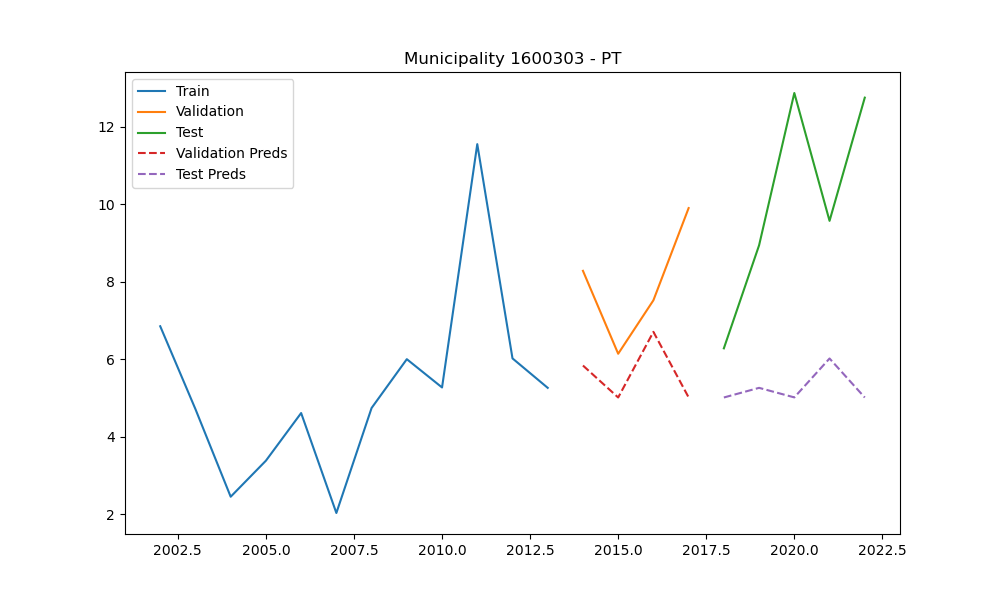 Municipality 1600303 - PT
Train
Validation
Test
Validation Preds
Test Preds
12
10
8
6
4
2
2002.5 2005.0 2007.5 2010.0 2012.5 2015.0 2017.5 2020.0 2022.5